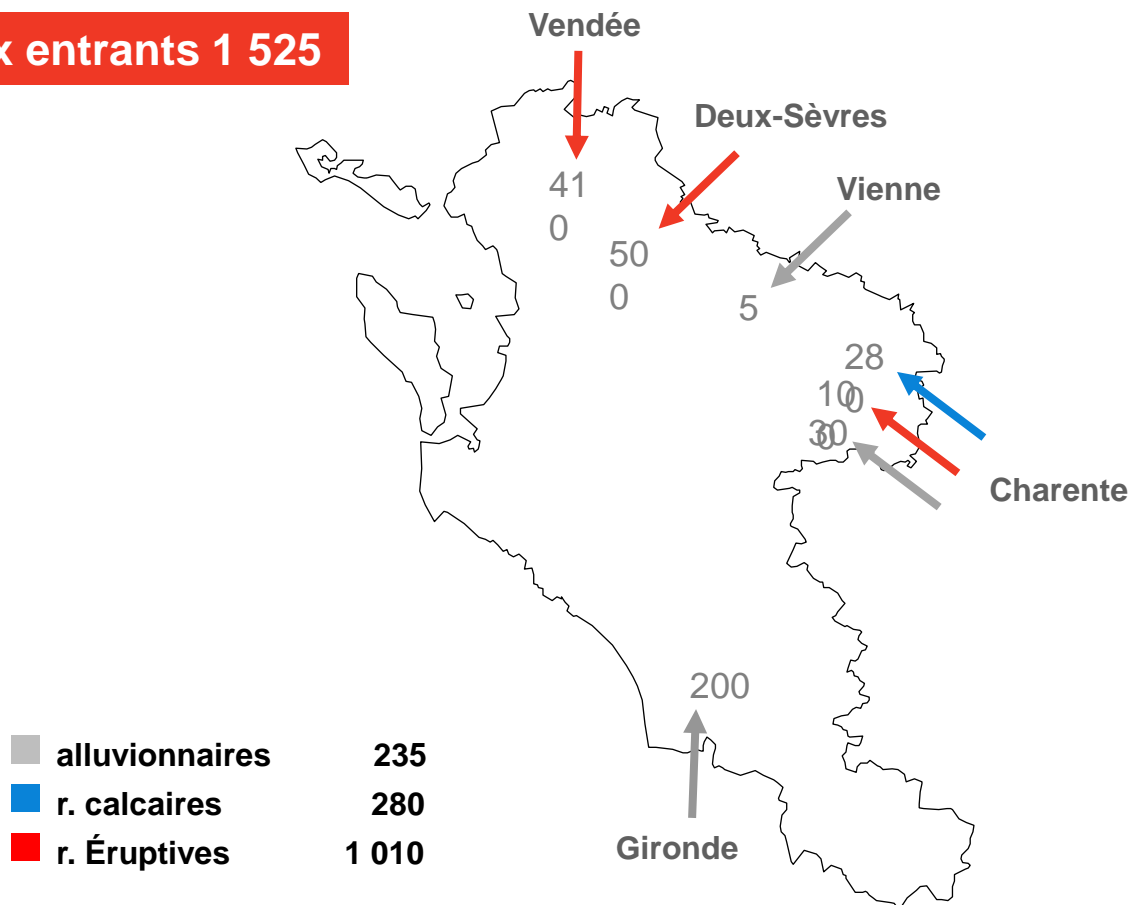 x entrants 1 525
Vendée
Deux-Sèvres
Vienne
41
0
50
0
5
28
0
10
0
30
Charente
200
Gironde
alluvionnaires 235
r. calcaires 280
r. Éruptives 1 010